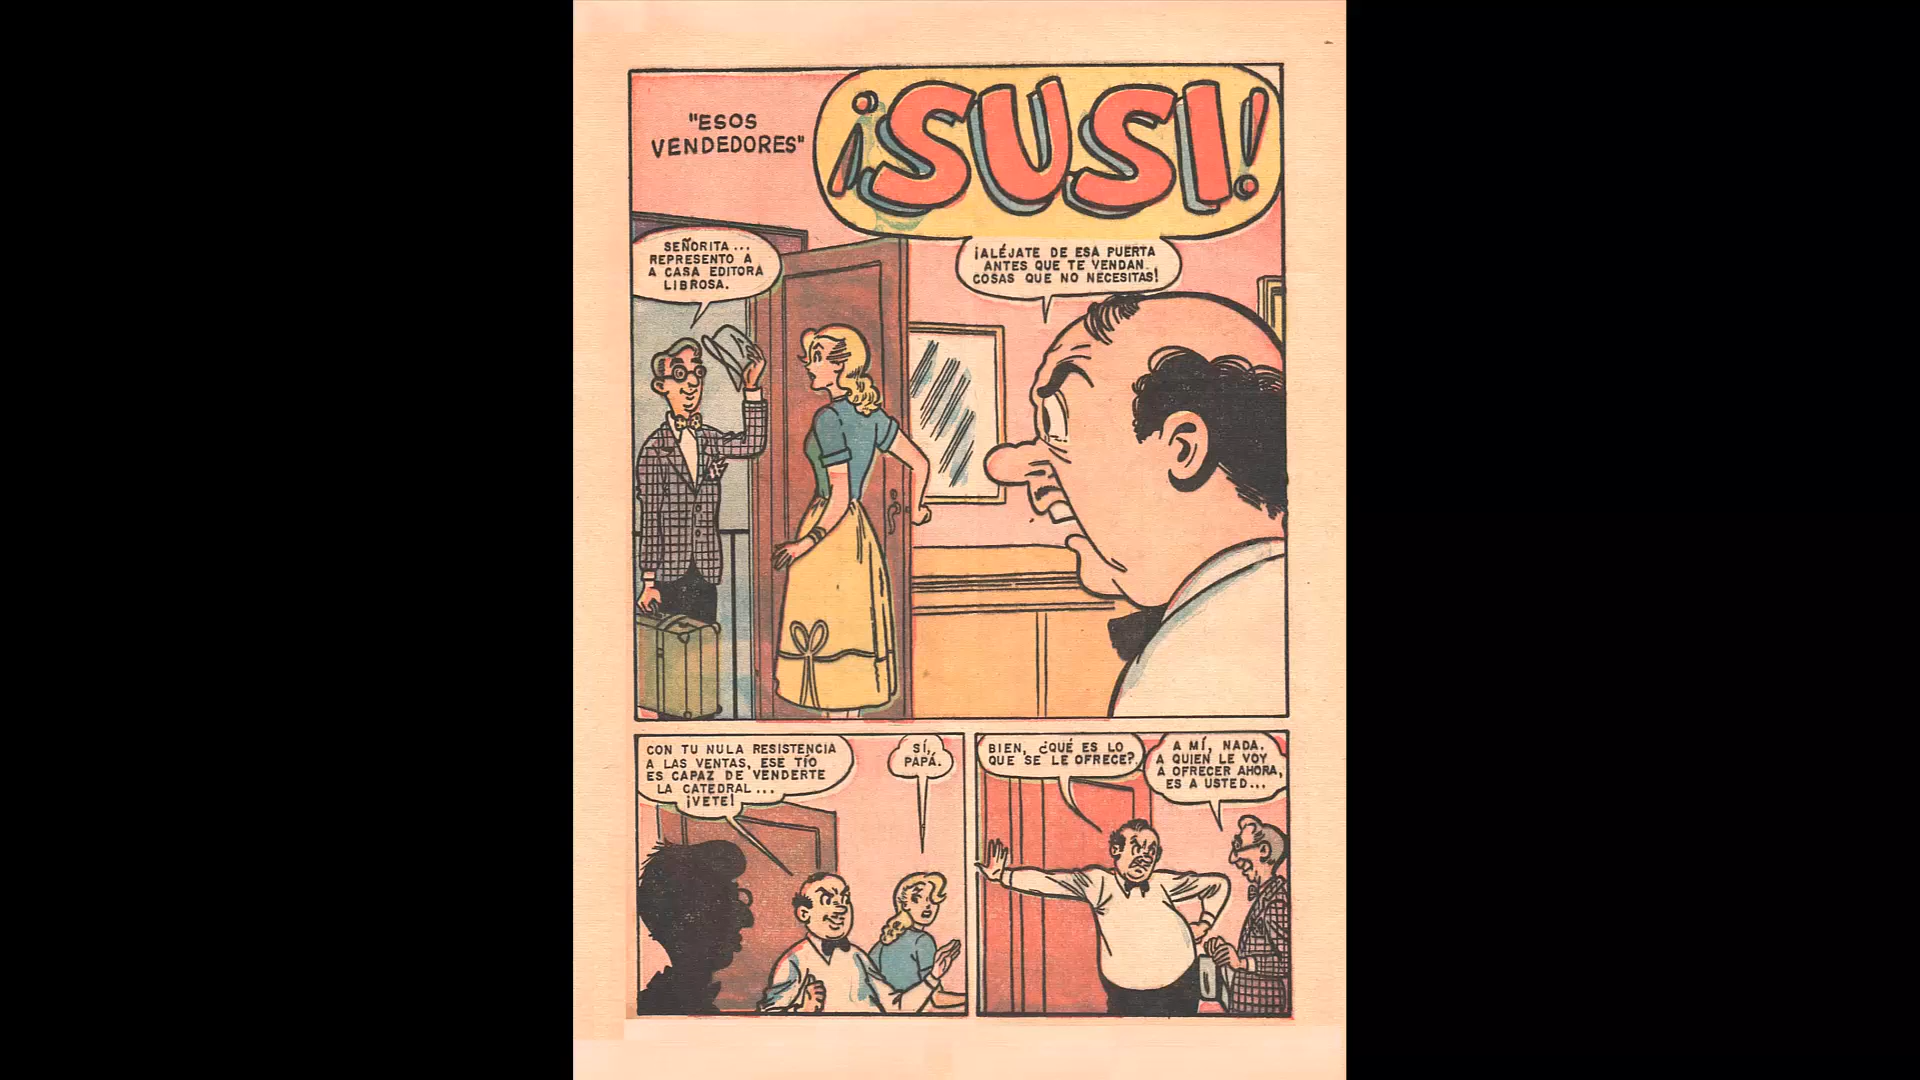 "ESOS
VENDEDORES"
¡SUSI!
SEÑORITA...
REPRESENTO A
A CASA EDITORA
LIBROSA.
¡ALÉJATE DE ESA PUERTA
ANTES QUE TE VENDAN
COSAS QUE NO NECESITAS!
CON TU NULA RESISTENCIA
A LAS VENTAS, ESE TÍO
ES CAPAZ DE VENDERTE
LA CATEDRAL...
¡VETE!
SÍ,
PAPÁ.
BIEN, ¿QUÉ ES LO
QUE SE LE OFRECE?
A MÍ, NADA.
A QUIEN LE VOY
A OFRECER AHORA,
ES A USTED...